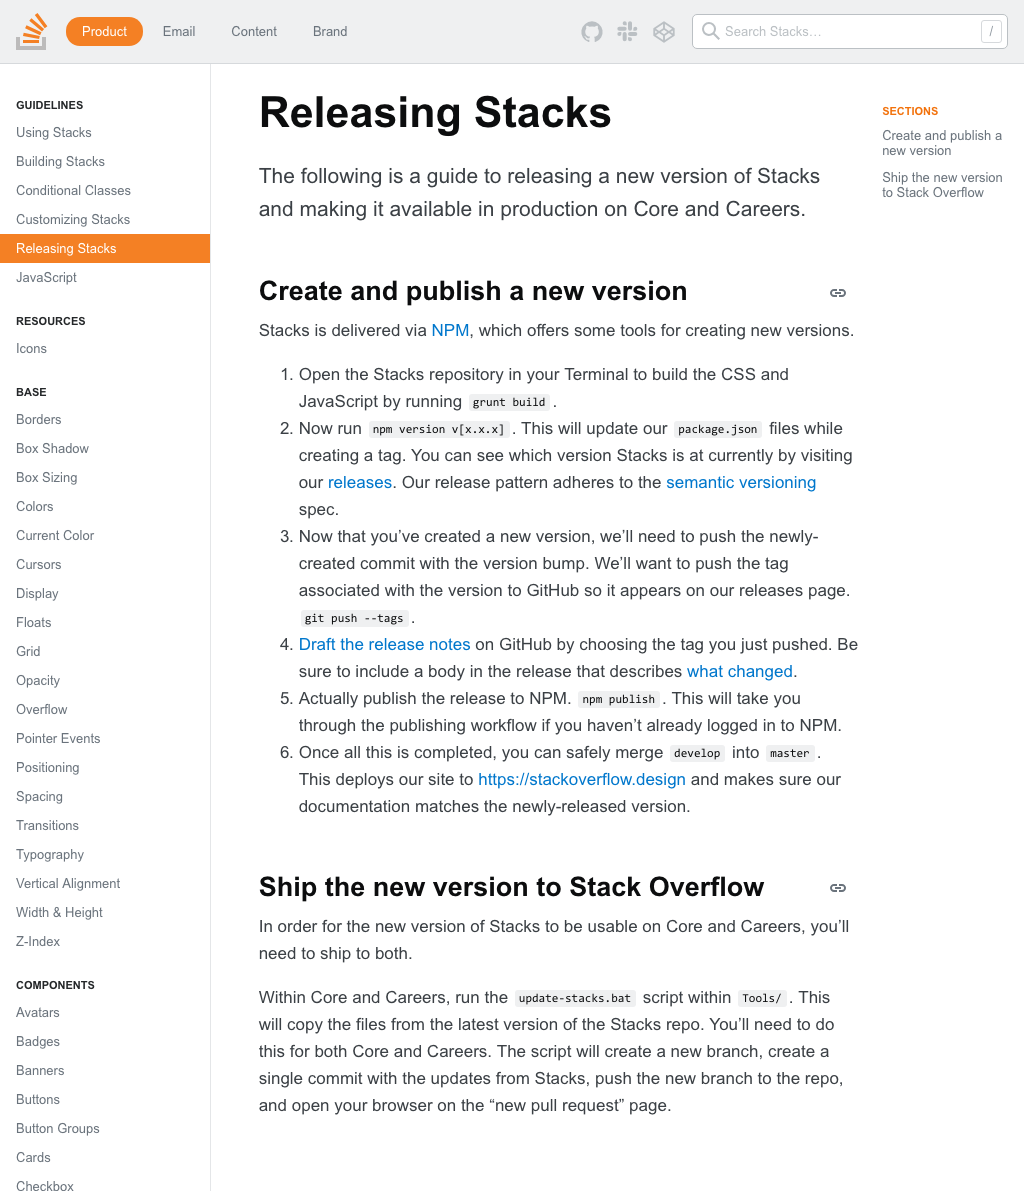 Product
Email
Content
Brand
Search Stacks…
/
GUIDELINES
Using Stacks
Building Stacks
Conditional Classes
Customizing Stacks
Releasing Stacks
JavaScript
RESOURCES
Icons
BASE
Borders
Box Shadow
Box Sizing
Colors
Current Color
Cursors
Display
Floats
Grid
Opacity
Overflow
Pointer Events
Positioning
Spacing
Transitions
Typography
Vertical Alignment
Width & Height
Z-Index
COMPONENTS
Avatars
Badges
Banners
Buttons
Button Groups
Cards
Checkbox
Releasing Stacks
The following is a guide to releasing a new version of Stacks
and making it available in production on Core and Careers.
Create and publish a new version
Stacks is delivered via NPM, which offers some tools for creating new versions.
1. Open the Stacks repository in your Terminal to build the CSS and
JavaScript by running grunt build.
2. Now run npm version v[x.x.x]. This will update our package.json files while
creating a tag. You can see which version Stacks is at currently by visiting
our releases. Our release pattern adheres to the semantic versioning
spec.
3. Now that you’ve created a new version, we’ll need to push the newly-
created commit with the version bump. We’ll want to push the tag
associated with the version to GitHub so it appears on our releases page.
git push --tags.
4. Draft the release notes on GitHub by choosing the tag you just pushed. Be
sure to include a body in the release that describes what changed.
5. Actually publish the release to NPM. npm publish. This will take you
through the publishing workflow if you haven’t already logged in to NPM.
6. Once all this is completed, you can safely merge develop into master.
This deploys our site to https://stackoverflow.design and makes sure our
documentation matches the newly-released version.
Ship the new version to Stack Overflow
In order for the new version of Stacks to be usable on Core and Careers, you’ll
need to ship to both.
Within Core and Careers, run the update-stacks.bat script within Tools/. This
will copy the files from the latest version of the Stacks repo. You’ll need to do
this for both Core and Careers. The script will create a new branch, create a
single commit with the updates from Stacks, push the new branch to the repo,
and open your browser on the “new pull request” page.
SECTIONS
Create and publish a
new version
Ship the new version
to Stack Overflow